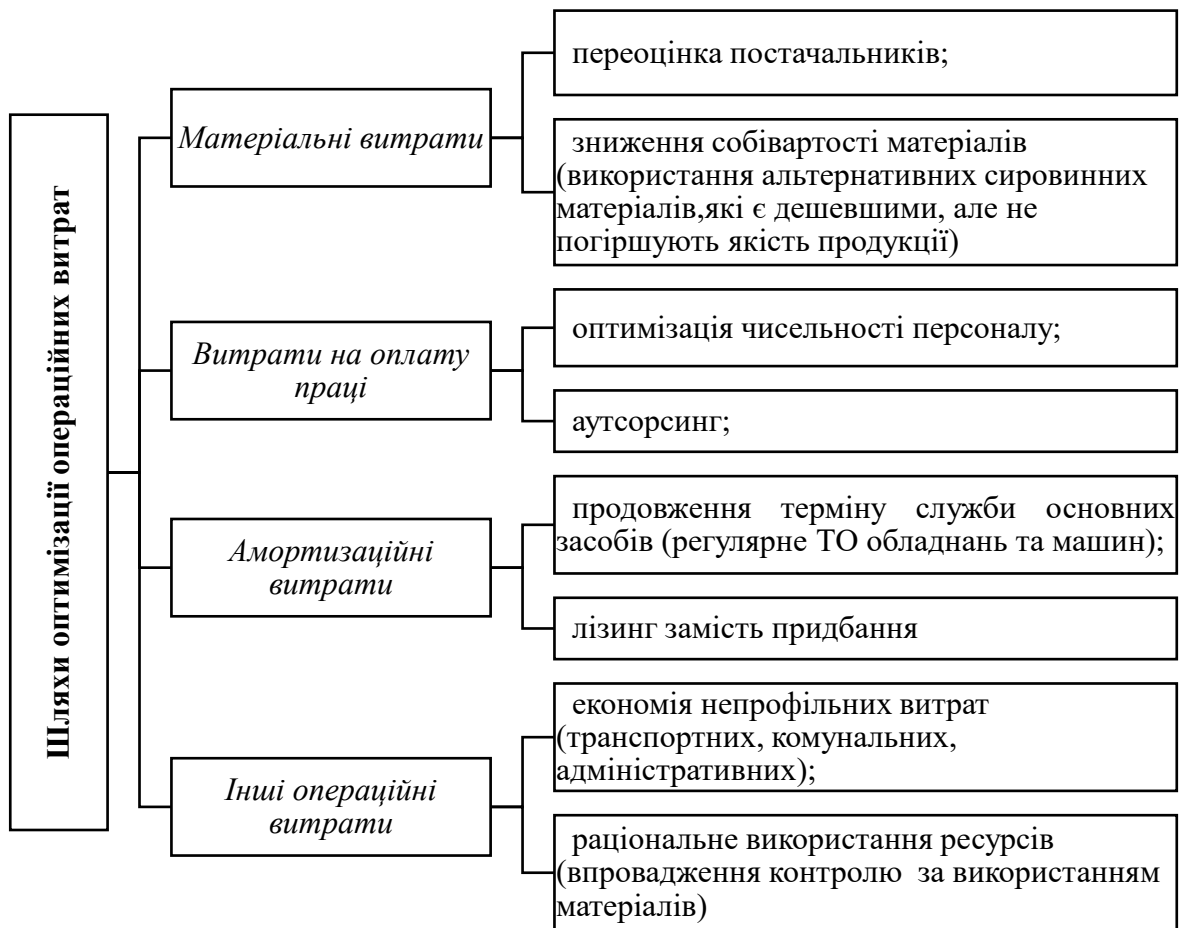 Шляхи оптимізації операційних витрат
Матеріальні витрати
переоцінка постачальників;
зниження собівартості матеріалів
(використання альтернативних сировинних
матеріалів,які є дешевшими, але не
погіршують якість продукції)
Витрати на оплату
праці
оптимізація чисельності персоналу;
аутсорсинг;
Амортизаційні
витрати
продовження терміну служби основних
засобів (регулярне ТО обладнань та машин);
лізинг замість придбання
Інші операційні
витрати
економія непрофільних витрат
(транспортних, комунальних,
адміністративних);
раціональне використання ресурсів
(впровадження контролю за використанням
матеріалів)